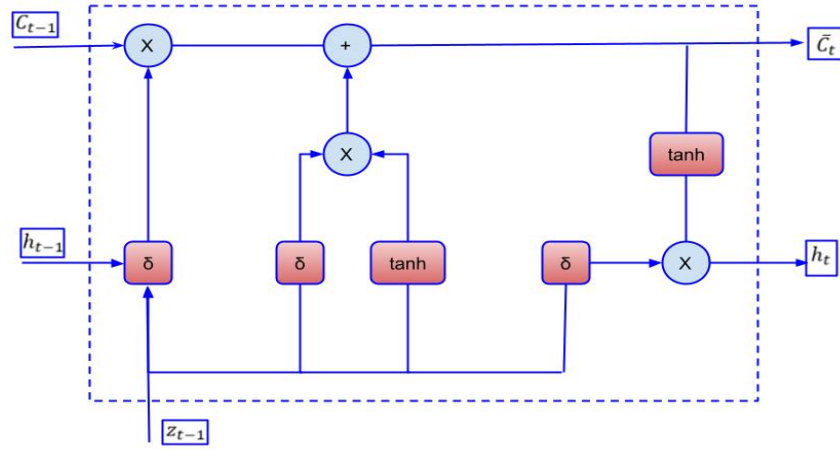 C_{t-1}
X
+
C̄_t
X
tanh
h_{t-1}
δ
δ
tanh
δ
X
h_t
z_{t-1}